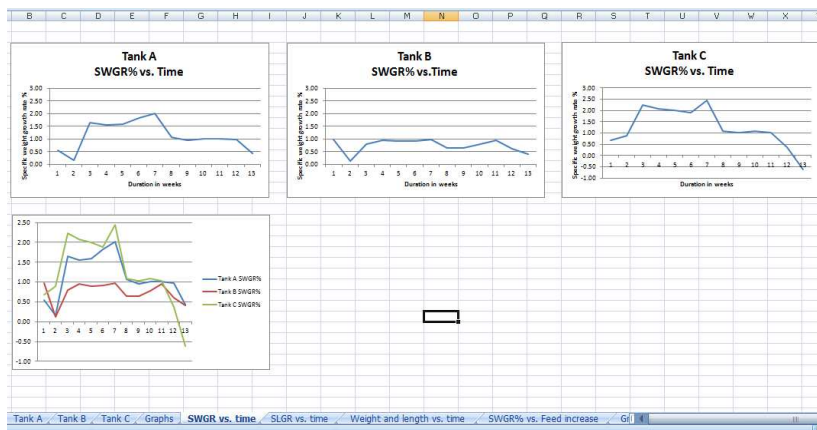 B C D E F G H I J K L M N O P Q R S T U V W X
Tank A
SWGR% vs. Time
Specific weight growth rate %
3.00
2.50
2.00
1.50
1.00
0.50
0.00
1 2 3 4 5 6 7 8 9 10 11 12 13
Duration in weeks
Tank B
SWGR% vs.Time
Specific weight growth rate %
3.00
2.50
2.00
1.50
1.00
0.50
0.00
1 2 3 4 5 6 7 8 9 10 11 12 13
Duration in weeks
Tank C
SWGR% vs. Time
Specific weight growth rate %
3.00
2.50
2.00
1.50
1.00
0.50
0.00
-0.50
-1.00
1 2 3 4 5 6 7 8 9 10 11 12 13
Duration in weeks
2.50
2.00
1.50
1.00
0.50
0.00
-0.50
-1.00
1 2 3 4 5 6 7 8 9 10 11 12 13
Tank A SWGR%
Tank B SWGR%
Tank C SWGR%
Tank A Tank B Tank C Graphs SWGR vs. time SLGR vs. time Weight and length vs. time SWGR% vs. Feed increase